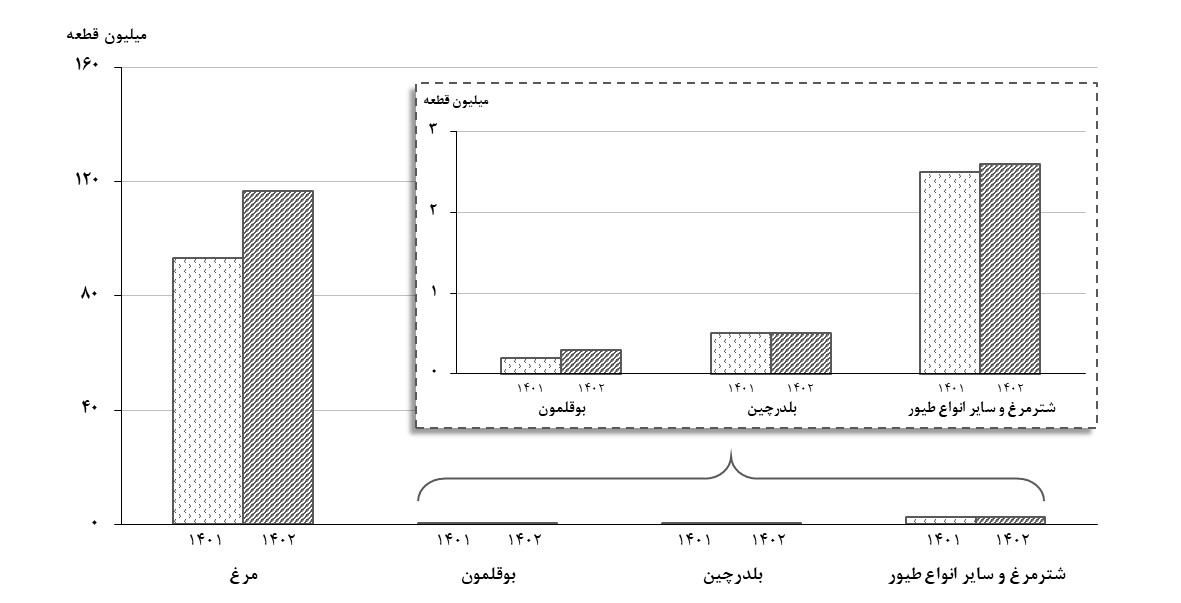 میلیون قطعه
۱۶۰
۱۲۰
۸۰
۴۰
۰
میلیون قطعه
۳
۲
۱
۰
۱۴۰۱ ۱۴۰۲ ۱۴۰۱ ۱۴۰۲ ۱۴۰۱ ۱۴۰۲
بوقلمون بلدرچین شترمرغ و سایر انواع طیور
۱۴۰۱ ۱۴۰۲ ۱۴۰۱ ۱۴۰۲ ۱۴۰۱ ۱۴۰۲ ۱۴۰۱ ۱۴۰۲
مرغ بوقلمون بلدرچین شترمرغ و سایر انواع طیور